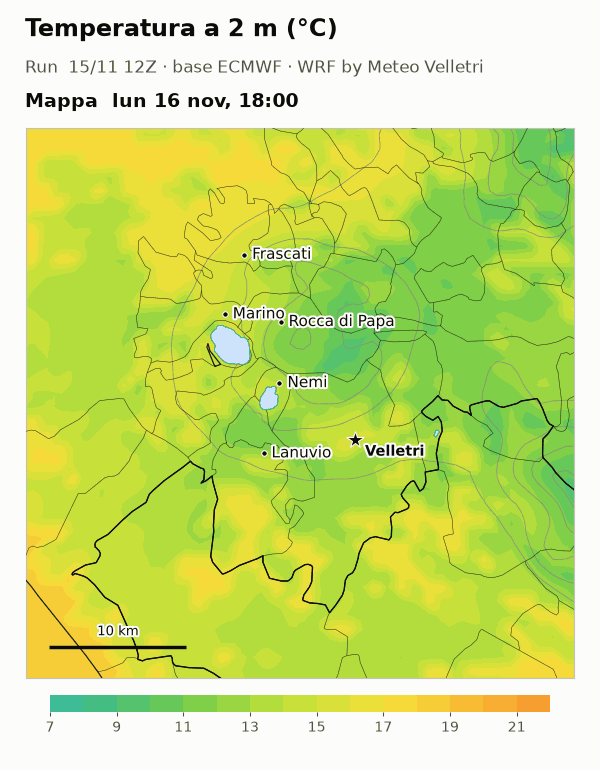 Temperatura a 2 m (°C)
Run  15/11 12Z · base ECMWF · WRF by Meteo Velletri
Mappa  lun 16 nov, 18:00
Frascati
Marino
Rocca di Papa
Nemi
Velletri
Lanuvio
10 km
7 9 11 13 15 17 19 21